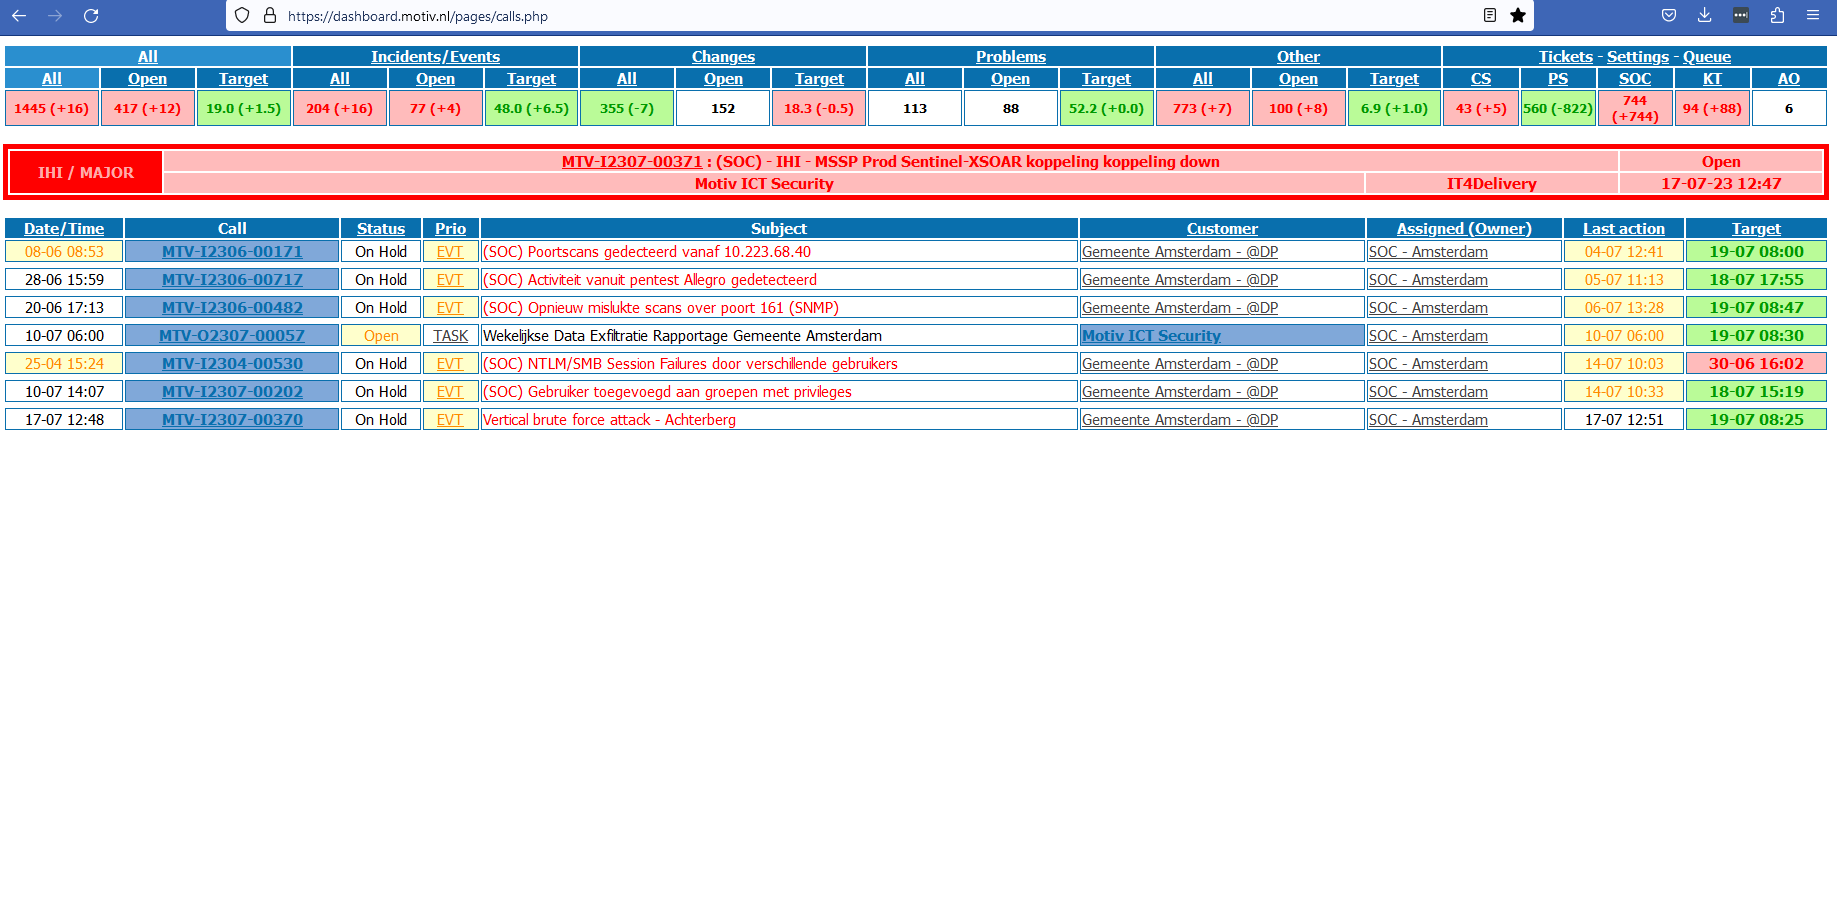 https://dashboard.motiv.nl/pages/calls.php
All Incidents/Events Changes Problems Other Tickets - Settings - Queue
All Open Target All Open Target All Open Target All Open Target All Open Target CS PS SOC KT AO
1445 (+16) 417 (+12) 19.0 (+1.5) 204 (+16) 77 (+4) 48.0 (+6.5) 355 (-7) 152 18.3 (-0.5) 113 88 52.2 (+0.0) 773 (+7) 100 (+8) 6.9 (+1.0) 43 (+5) 560 (-822) 744 (+744) 94 (+88) 6
IHI / MAJOR MTV-I2307-00371 : (SOC) - IHI - MSSP Prod Sentinel-XSOAR koppeling koppeling down Open
Motiv ICT Security IT4Delivery 17-07-23 12:47
Date/Time Call Status Prio Subject Customer Assigned (Owner) Last action Target
08-06 08:53 MTV-I2306-00171 On Hold EVT (SOC) Poortscans gedecteerd vanaf 10.223.68.40 Gemeente Amsterdam - @DP SOC - Amsterdam 04-07 12:41 19-07 08:00
28-06 15:59 MTV-I2306-00717 On Hold EVT (SOC) Activiteit vanuit pentest Allegro gedetecteerd Gemeente Amsterdam - @DP SOC - Amsterdam 05-07 11:13 18-07 17:55
20-06 17:13 MTV-I2306-00482 On Hold EVT (SOC) Opnieuw mislukte scans over poort 161 (SNMP) Gemeente Amsterdam - @DP SOC - Amsterdam 06-07 13:28 19-07 08:47
10-07 06:00 MTV-O2307-00057 Open TASK Wekelijkse Data Exfiltratie Rapportage Gemeente Amsterdam Motiv ICT Security SOC - Amsterdam 10-07 06:00 19-07 08:30
25-04 15:24 MTV-I2304-00530 On Hold EVT (SOC) NTLM/SMB Session Failures door verschillende gebruikers Gemeente Amsterdam - @DP SOC - Amsterdam 14-07 10:03 30-06 16:02
10-07 14:07 MTV-I2307-00202 On Hold EVT (SOC) Gebruiker toegevoegd aan groepen met privileges Gemeente Amsterdam - @DP SOC - Amsterdam 14-07 10:33 18-07 15:19
17-07 12:48 MTV-I2307-00370 On Hold EVT Vertical brute force attack - Achterberg Gemeente Amsterdam - @DP SOC - Amsterdam 17-07 12:51 19-07 08:25